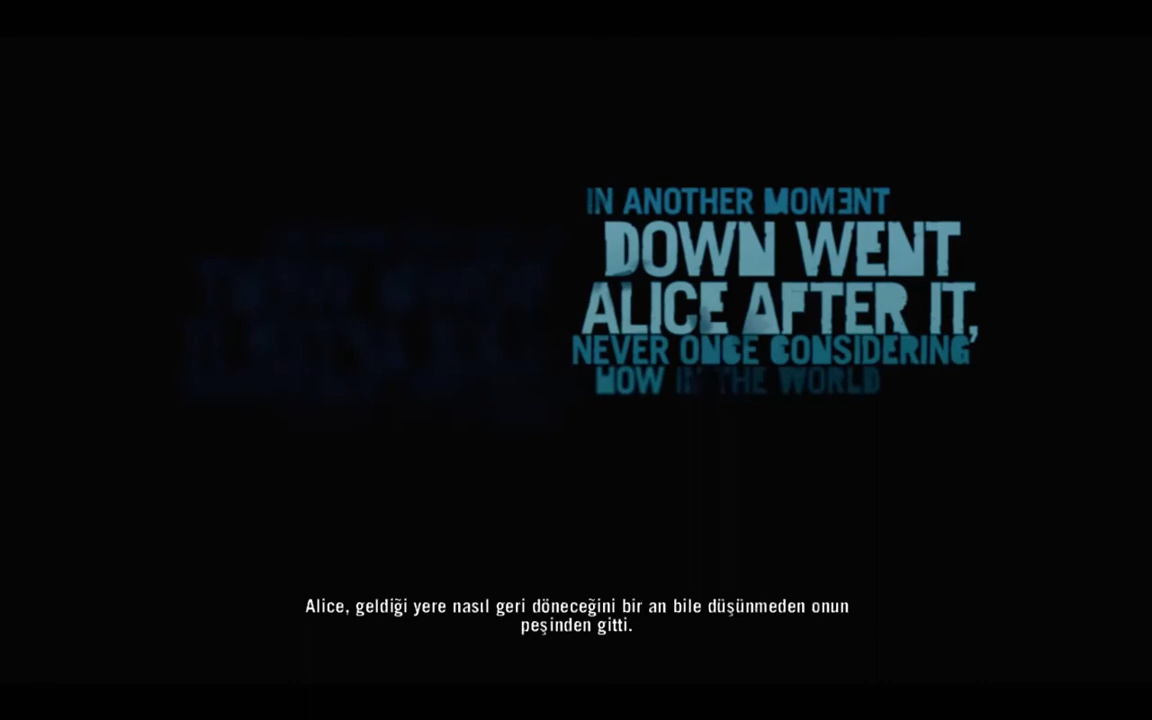 IN ANOTHER MOMENT
DOWN WENT
ALICE AFTER IT,
NEVER ONCE CONSIDERING
HOW IN THE WORLD
Alice, geldiği yere nasıl geri döneceğini bir an bile düşünmeden onun
peşinden gitti.